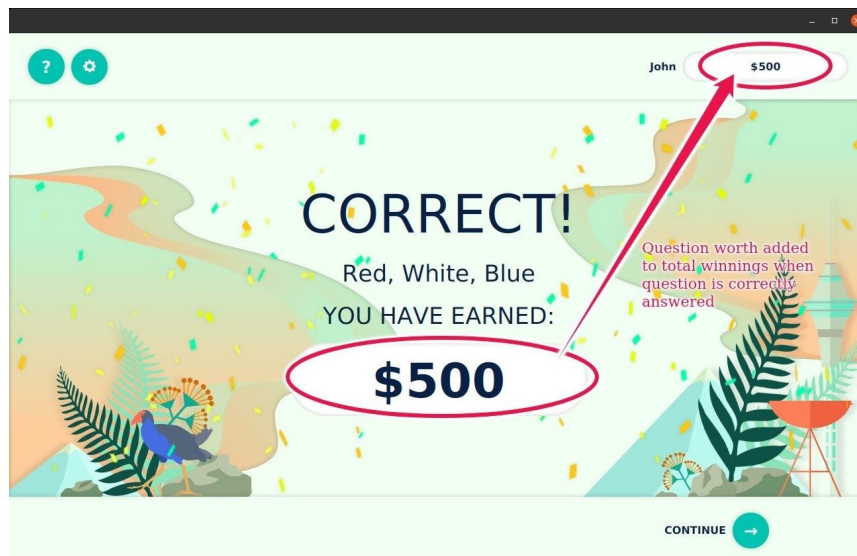 ?
John
$500
CORRECT!
Red, White, Blue
YOU HAVE EARNED:
$500
Question worth added
to total winnings when
question is correctly
answered
CONTINUE →